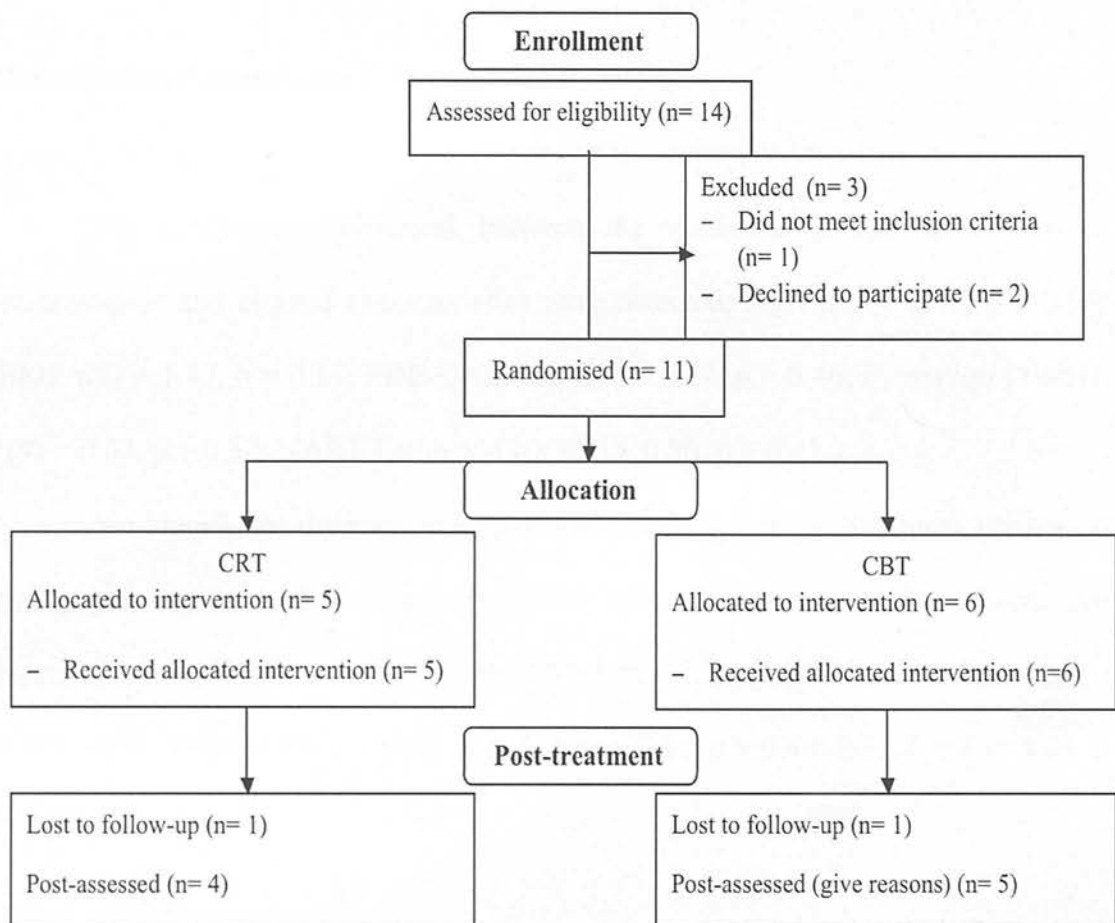 Enrollment
Assessed for eligibility (n= 14)
Excluded (n= 3)
– Did not meet inclusion criteria
(n= 1)
Declined to participate (n= 2)
Randomised (n= 11)
Allocation
CRT
Allocated to intervention (n= 5)
– Received allocated intervention (n= 5)
CBT
Allocated to intervention (n= 6)
– Received allocated intervention (n=6)
Post-treatment
Lost to follow-up (n= 1)
Post-assessed (n= 4)
Lost to follow-up (n= 1)
Post-assessed (give reasons) (n= 5)